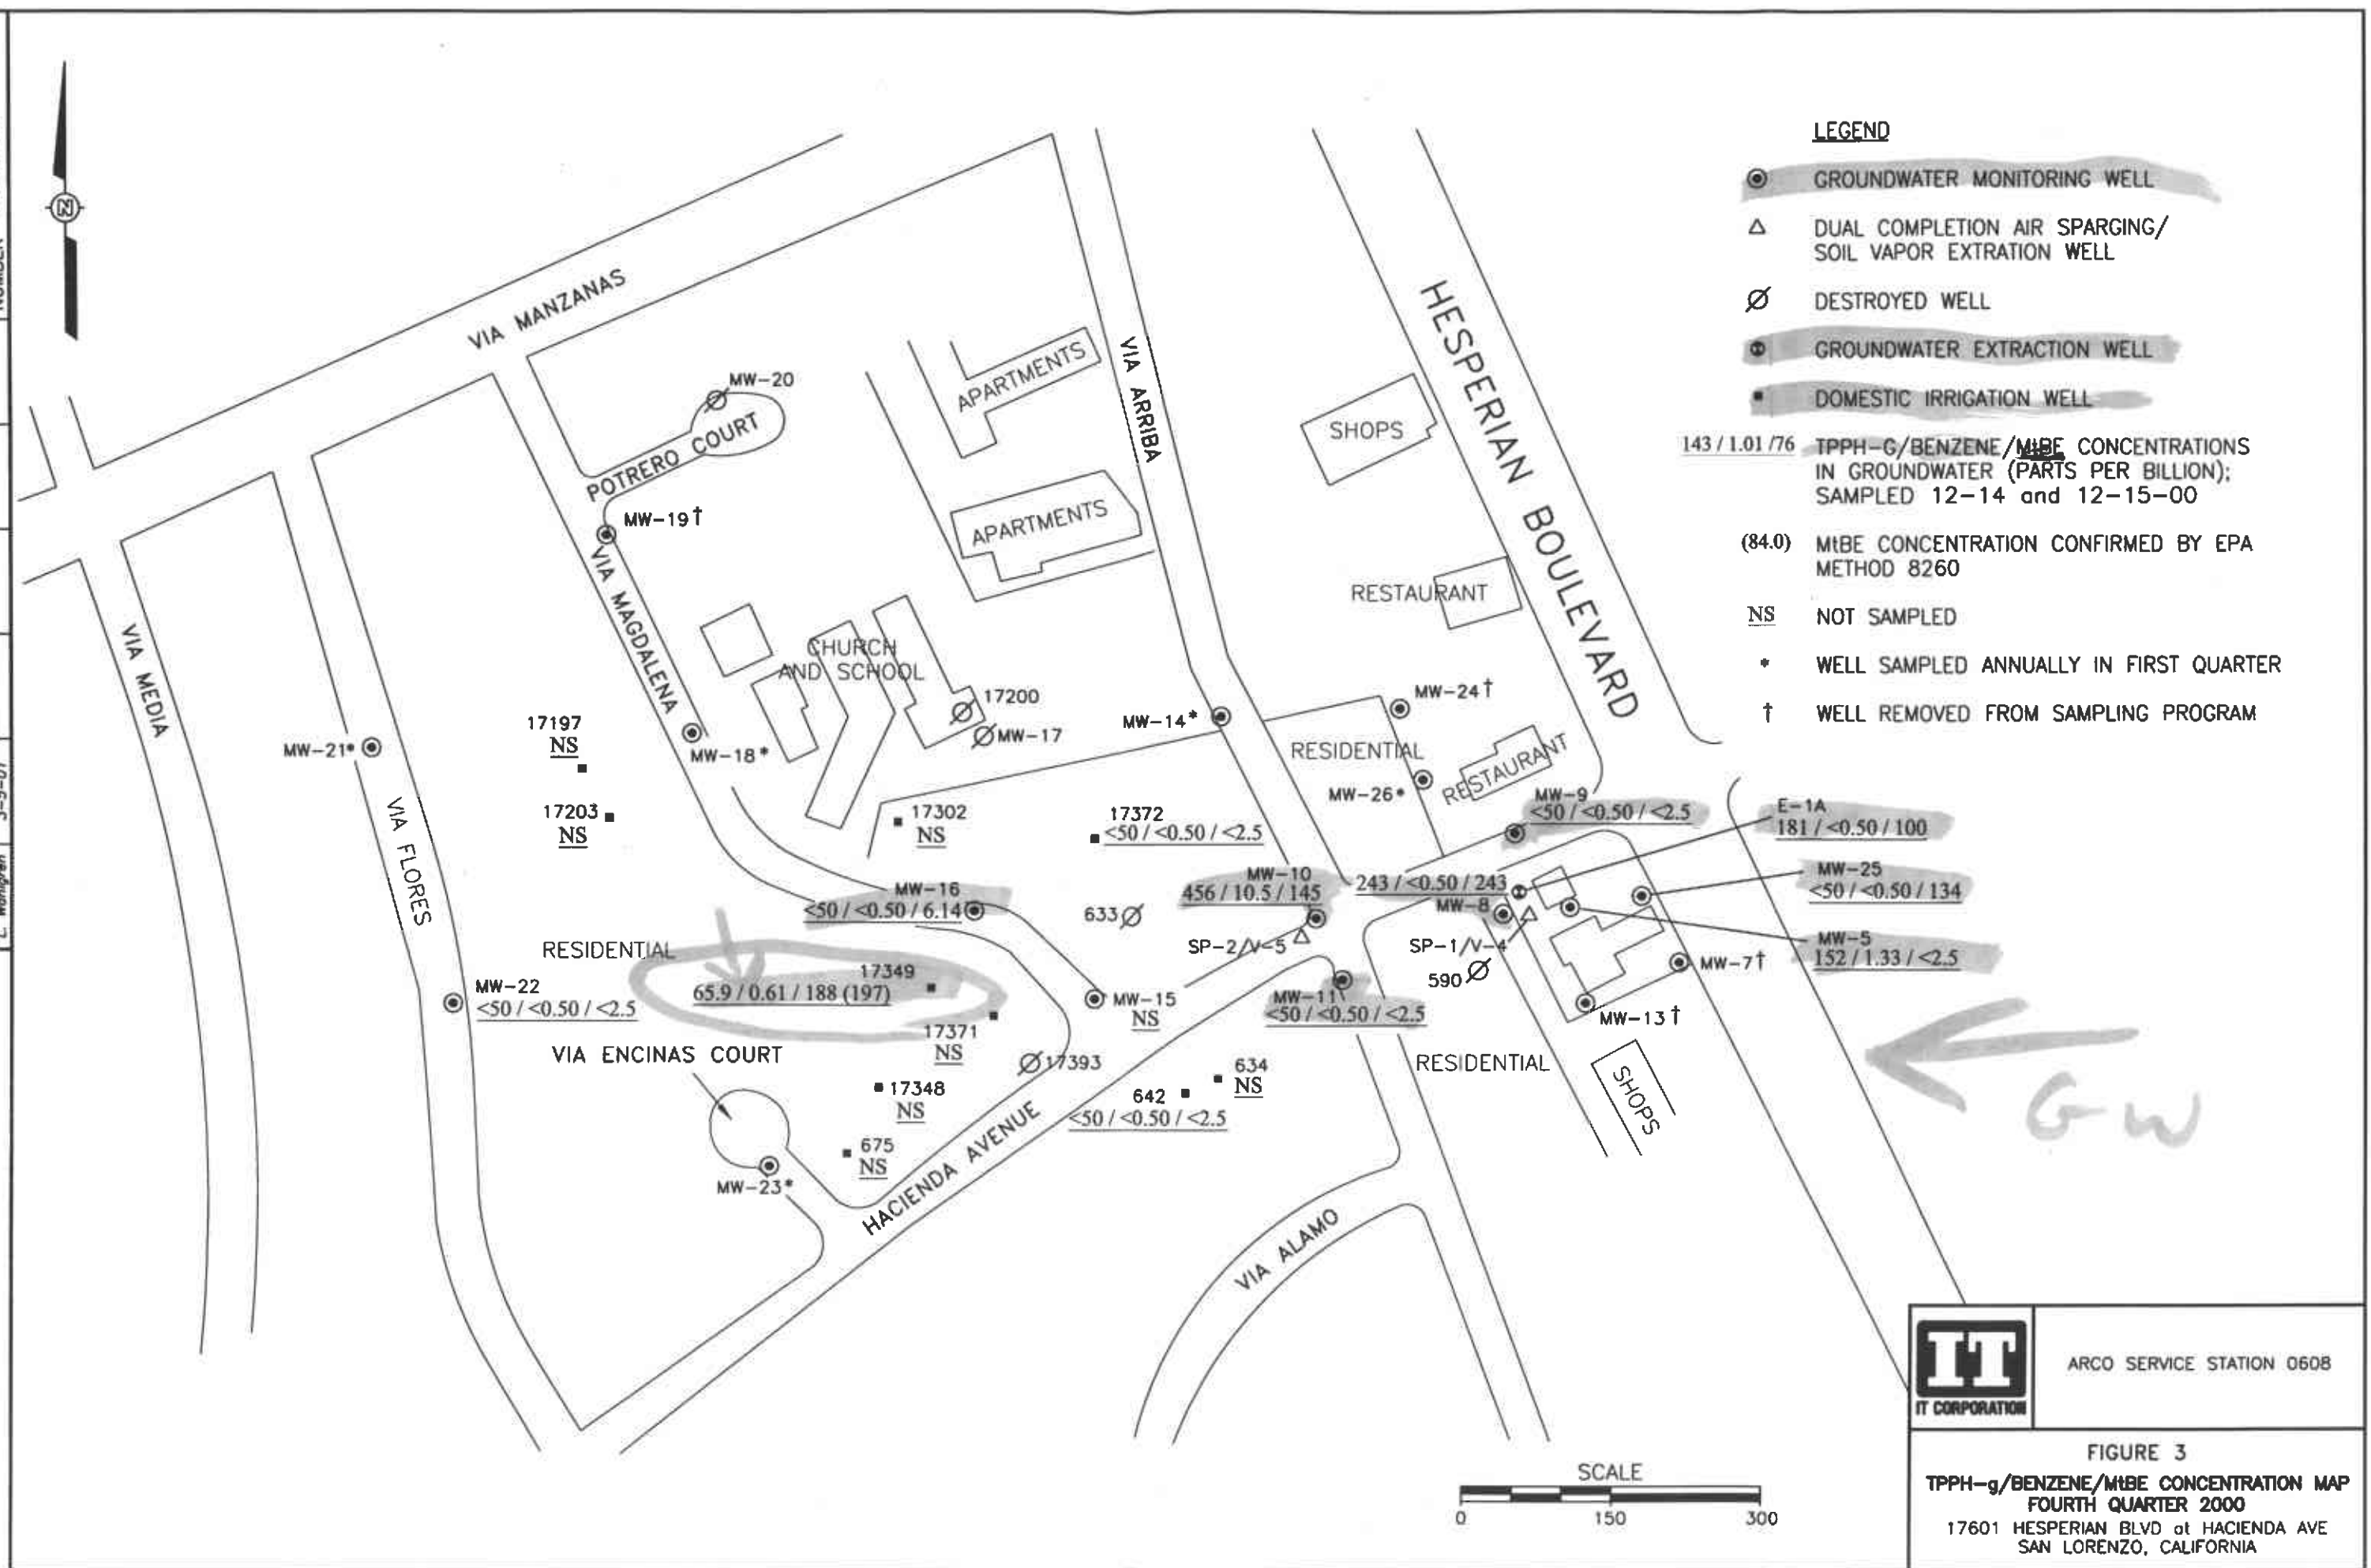 N
LEGEND
GROUNDWATER MONITORING WELL
DUAL COMPLETION AIR SPARGING/
SOIL VAPOR EXTRATION WELL
DESTROYED WELL
GROUNDWATER EXTRACTION WELL
DOMESTIC IRRIGATION WELL
143 / 1.01 /76 TPPH-G/BENZENE/MtBE CONCENTRATIONS
IN GROUNDWATER (PARTS PER BILLION);
SAMPLED 12-14 and 12-15-00
(84.0) MtBE CONCENTRATION CONFIRMED BY EPA
METHOD 8260
NS NOT SAMPLED
* WELL SAMPLED ANNUALLY IN FIRST QUARTER
† WELL REMOVED FROM SAMPLING PROGRAM
VIA MANZANAS
MW-20
POTRERO COURT
APARTMENTS
VIA ARRIBA
APARTMENTS
HESPERIAN BOULEVARD
SHOPS
RESTAURANT
MW-19†
VIA MAGDALENA
VIA MEDIA
CHURCH
AND SCHOOL
17200
MW-17
MW-14*
MW-24†
RESIDENTIAL
RESTAURANT
MW-26*
MW-21*
17197
NS
MW-18*
17203
NS
VIA FLORES
17302
NS
17372
<50 / <0.50 / <2.5
MW-9
<50 / <0.50 / <2.5
E-1A
181 / <0.50 / 100
MW-16
<50 / <0.50 / 6.14
633
MW-10
456 / 10.5 / 145
243 / <0.50 / 243
MW-8
MW-25
<50 / <0.50 / 134
SP-2/V-5
SP-1/V-4
MW-5
152 / 1.33 / <2.5
590
MW-7†
RESIDENTIAL
17349
65.9 / 0.61 / 188 (197)
MW-22
<50 / <0.50 / <2.5
MW-15
NS
MW-11
<50 / <0.50 / <2.5
MW-13†
17371
NS
VIA ENCINAS COURT
17393
RESIDENTIAL
SHOPS
GW
17348
NS
634
NS
642
<50 / <0.50 / <2.5
675
NS
MW-23*
HACIENDA AVENUE
VIA ALAMO
SCALE
0 150 300
IT
IT CORPORATION
ARCO SERVICE STATION 0608
FIGURE 3
TPPH-g/BENZENE/MtBE CONCENTRATION MAP
FOURTH QUARTER 2000
17601 HESPERIAN BLVD at HACIENDA AVE
SAN LORENZO, CALIFORNIA